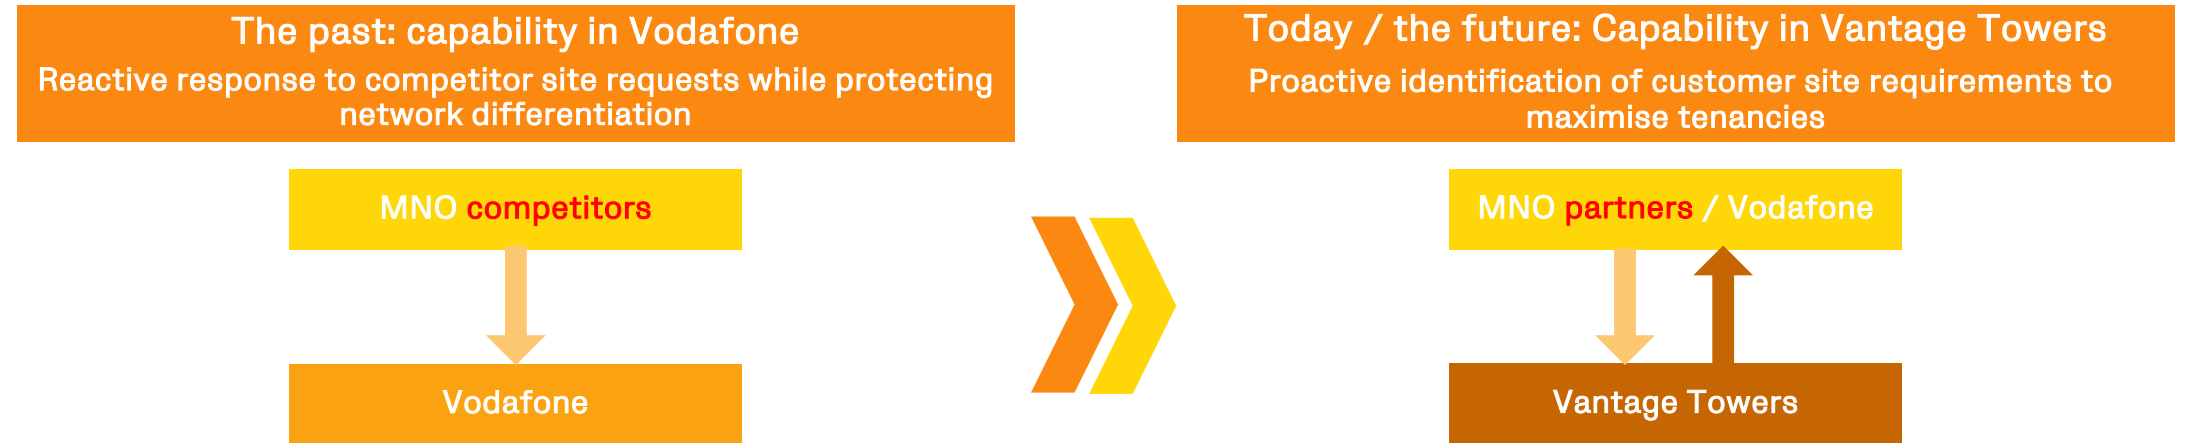 The past: capability in Vodafone
Reactive response to competitor site requests while protecting
network differentiation
MNO competitors
Vodafone
Today / the future: Capability in Vantage Towers
Proactive identification of customer site requirements to
maximise tenancies
MNO partners / Vodafone
Vantage Towers